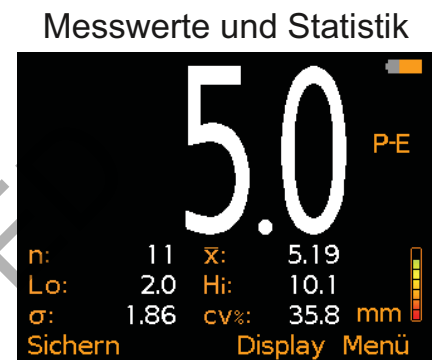 Messwerte und Statistik
5.0
P-E
n: 11 x̅: 5.19
Lo: 2.0 Hi: 10.1
σ: 1.86 CV%: 35.8 mm
Sichern Display Menü